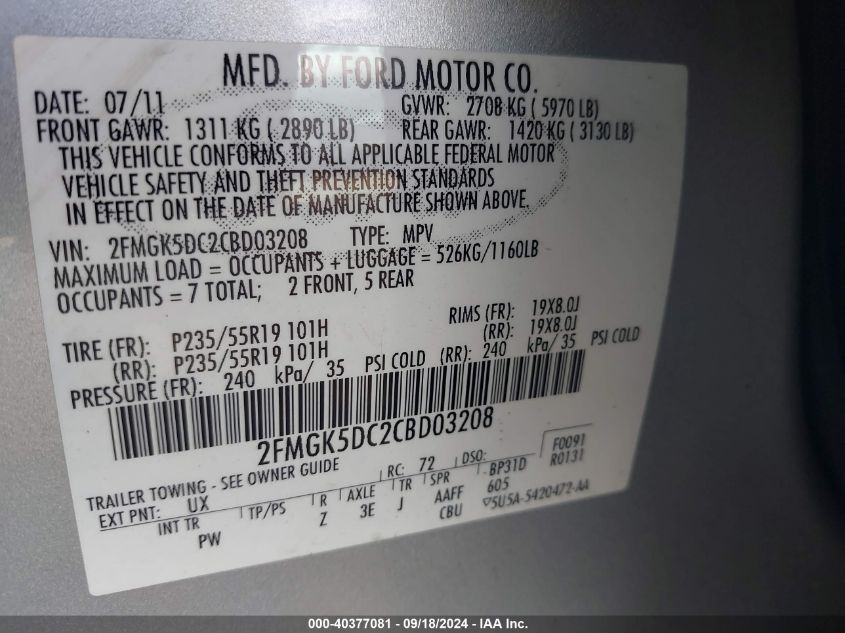 MFD. BY FORD MOTOR CO.
DATE: 07/11 GVWR: 2708 KG ( 5970 LB)
FRONT GAWR: 1311 KG ( 2890 LB) REAR GAWR: 1420 KG ( 3130 LB)
THIS VEHICLE CONFORMS TO ALL APPLICABLE FEDERAL MOTOR
VEHICLE SAFETY AND THEFT PREVENTION STANDARDS
IN EFFECT ON THE DATE OF MANUFACTURE SHOWN ABOVE.
VIN: 2FMGK5DC2CBD03208 TYPE: MPV
MAXIMUM LOAD = OCCUPANTS + LUGGAGE = 526KG/1160LB
OCCUPANTS = 7 TOTAL; 2 FRONT, 5 REAR
TIRE (FR): P235/55R19 101H RIMS (FR): 19X8.0J
(RR): P235/55R19 101H (RR): 19X8.0J
PRESSURE (FR): 240 kPa/ 35 PSI COLD (RR): 240 kPa/ 35 PSI COLD
2FMGK5DC2CBD03208
F0091
R0131
TRAILER TOWING - SEE OWNER GUIDE RC: 72 DSO: BP31D
EXT PNT: UX TP/PS R AXLE TR SPR 605
INT TR Z 3E J AAFF ▽5U5A-5420472-AA
PW CBU
000-40377081 - 09/18/2024 - IAA Inc.